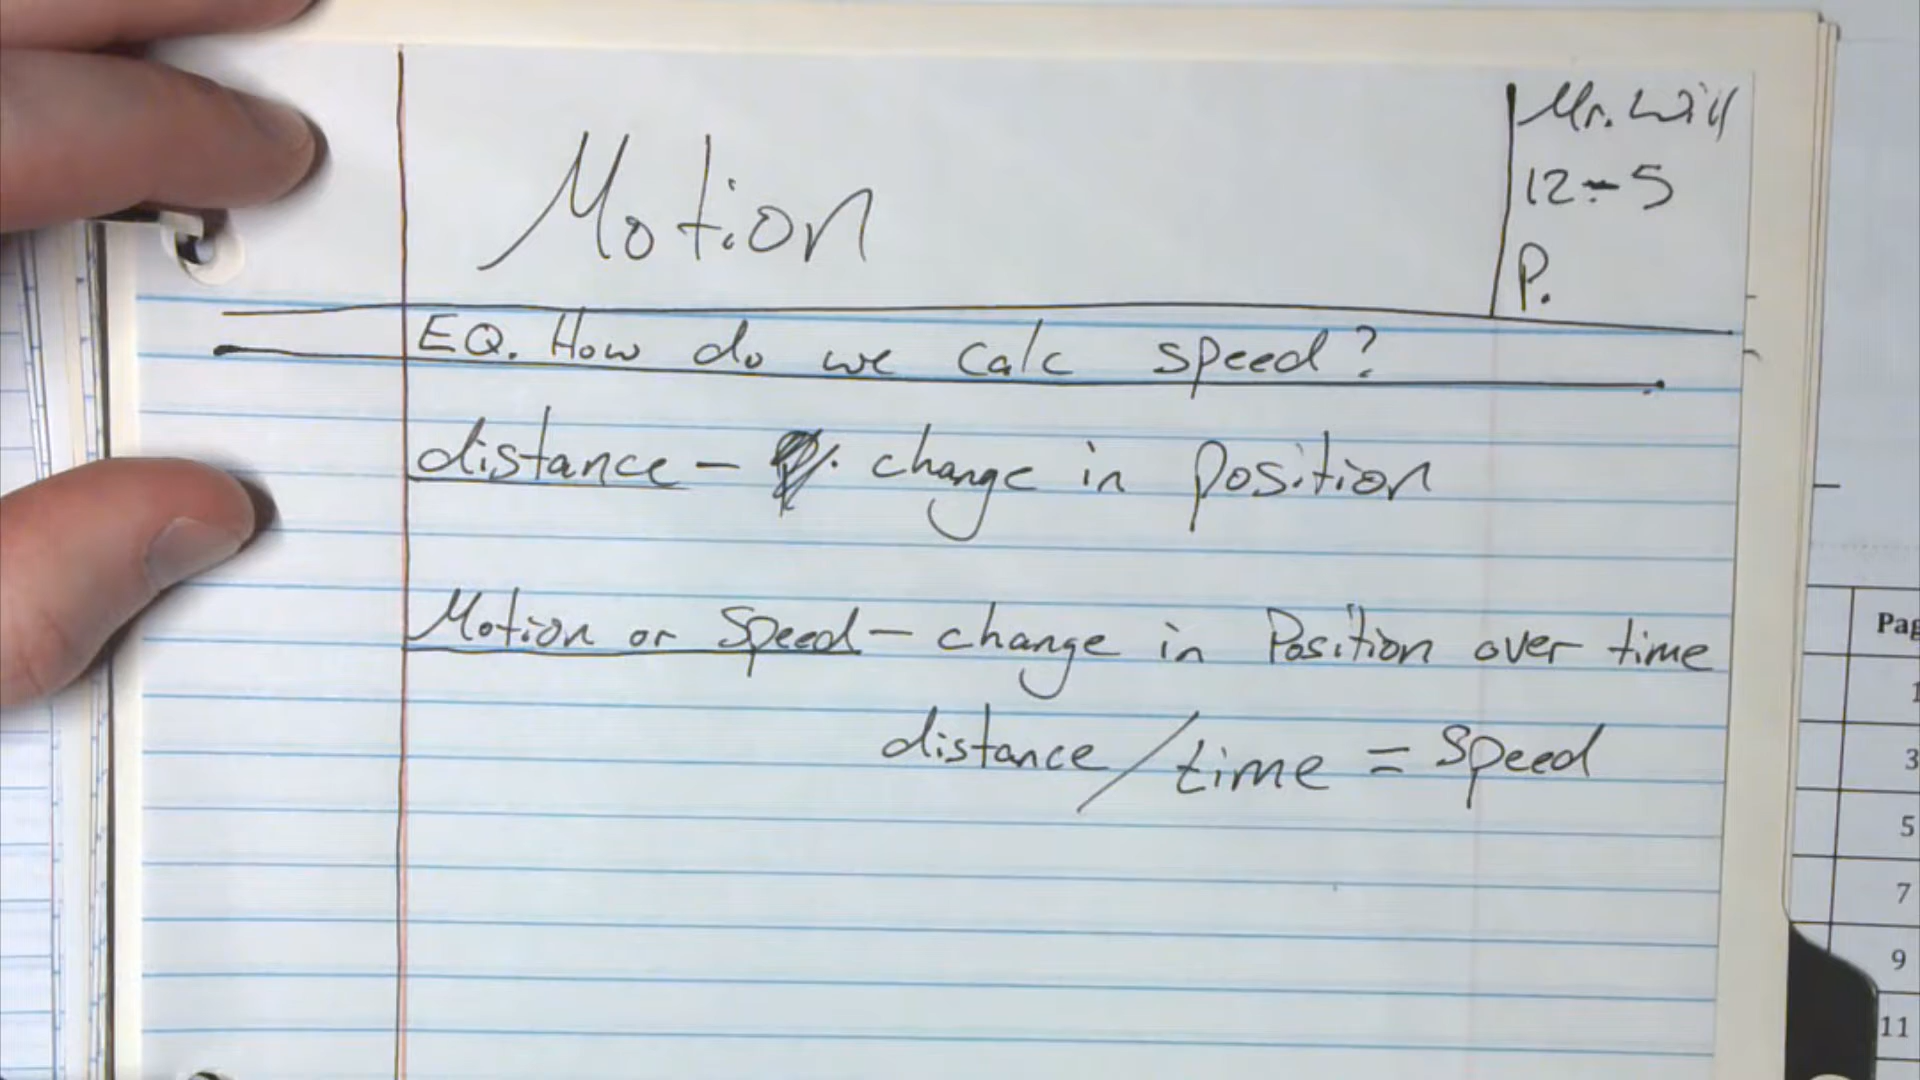 Mr. Will
12-5
P.
Motion
EQ. How do we calc speed?
distance - change in position
Motion or Speed - change in Position over time
distance/time = Speed
Pag
1
3
5
7
9
11